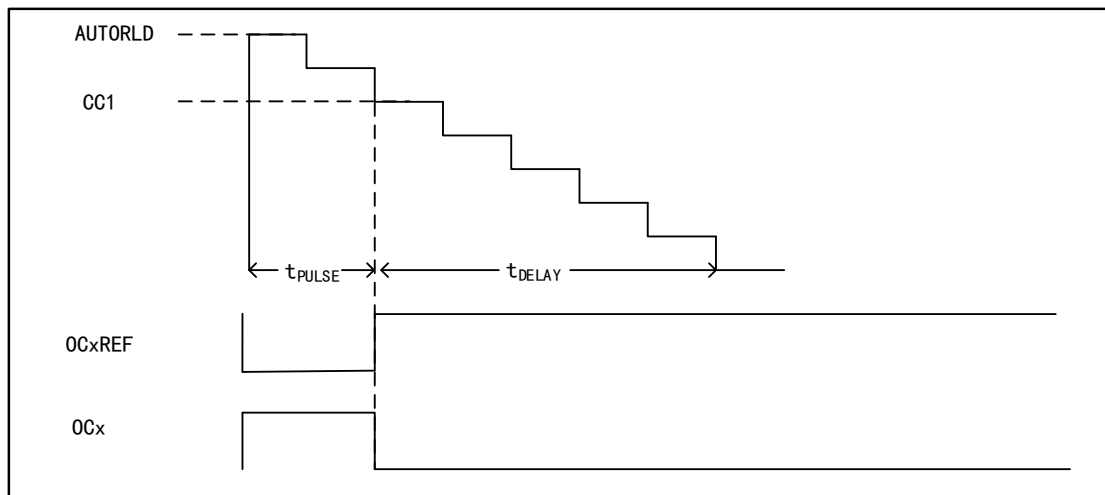 AUTORLD
CC1
tPULSE
tDELAY
OCxREF
OCx